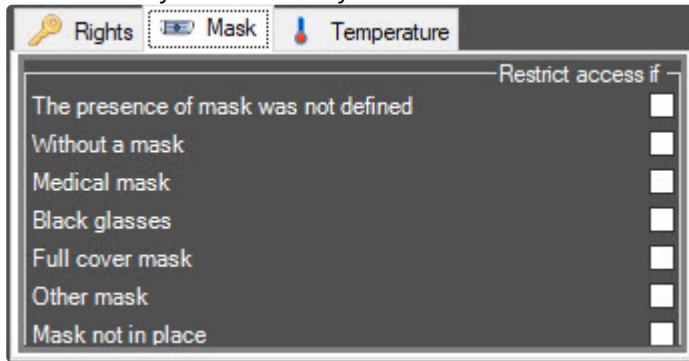 Rights Mask Temperature
Restrict access if
The presence of mask was not defined
Without a mask
Medical mask
Black glasses
Full cover mask
Other mask
Mask not in place